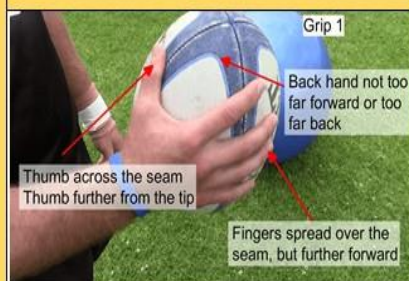 Grip 1
Back hand not too
far forward or too
far back
Thumb across the seam
Thumb further from the tip
Fingers spread over the
seam, but further forward